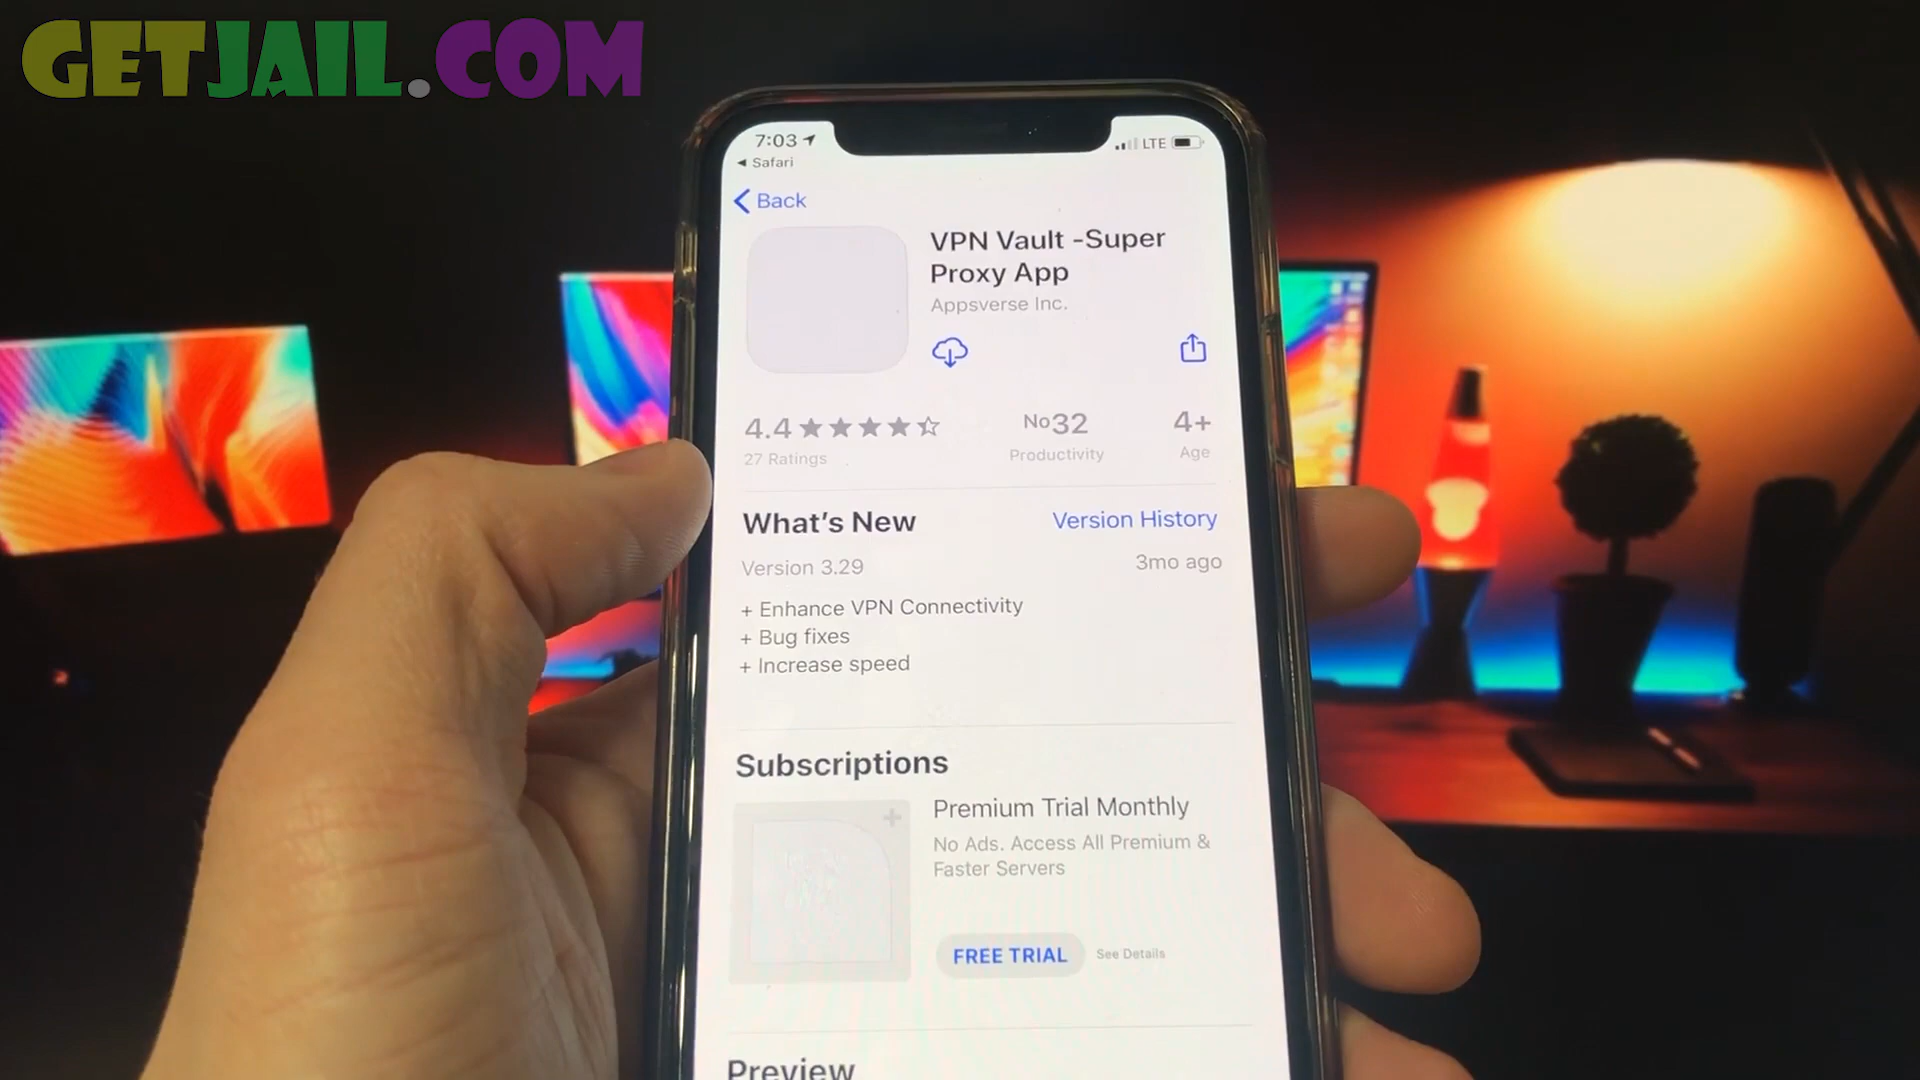 GETJAIL.COM
7:03
LTE
Safari
Back
VPN Vault -Super
Proxy App
Appsverse Inc.
4.4
27 Ratings
No32
Productivity
4+
Age
What's New
Version History
Version 3.29
3mo ago
+ Enhance VPN Connectivity
+ Bug fixes
+ Increase speed
Subscriptions
Premium Trial Monthly
No Ads. Access All Premium &
Faster Servers
FREE TRIAL
See Details
Preview